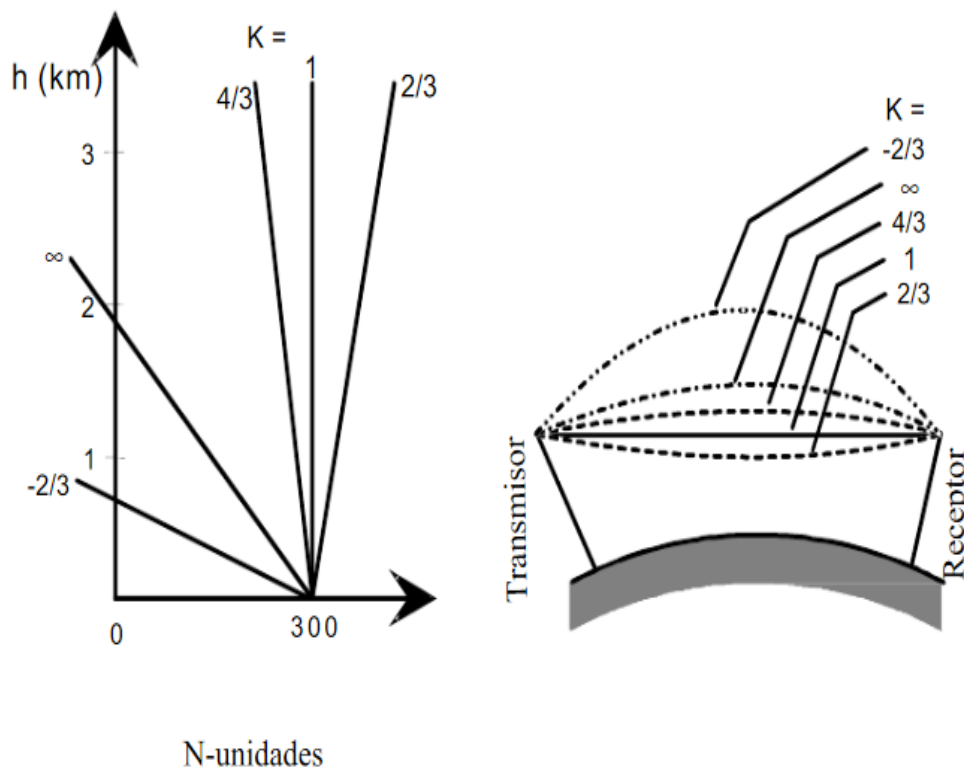 K =
h (km)
4/3
1
2/3
3
∞
2
1
-2/3
0
300
N-unidades
K =
-2/3
∞
4/3
1
2/3
Transmisor
Receptor